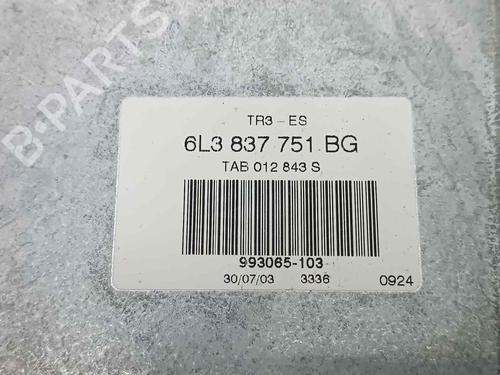 B-PARTS
TR3 - ES
6L3 837 751 BG
TAB 012 843 S
993065-103
30/07/03 3336 0924